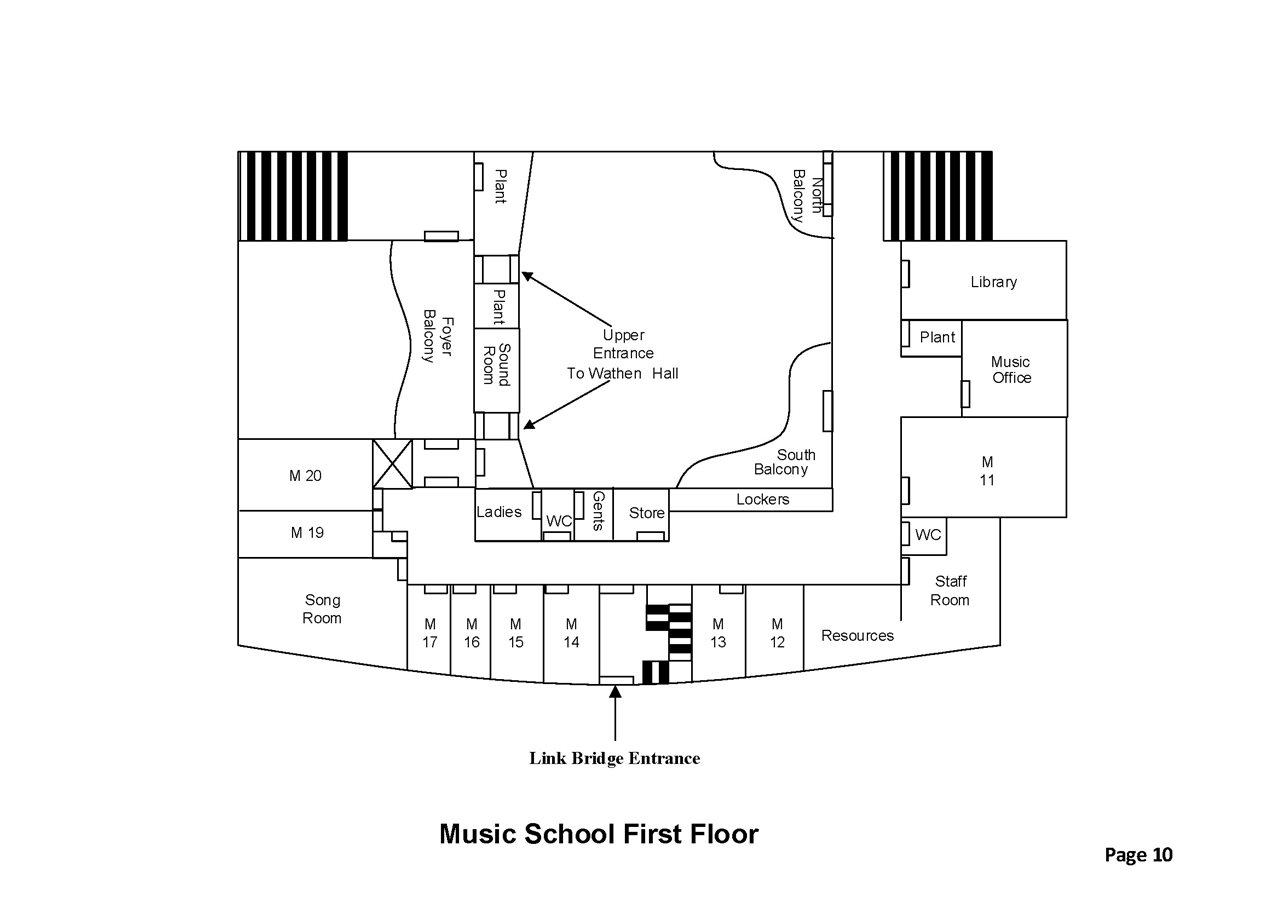 Plant
North
Balcony
Library
Plant
Foyer
Balcony
Upper
Entrance
To Wathen Hall
Plant
Sound
Room
Music
Office
South
Balcony
M 20
M
11
Lockers
Ladies
WC
Gents
Store
M 19
WC
Song
Room
Staff
Room
M
17
M
16
M
15
M
14
M
13
M
12
Resources
Link Bridge Entrance
Music School First Floor
Page 10